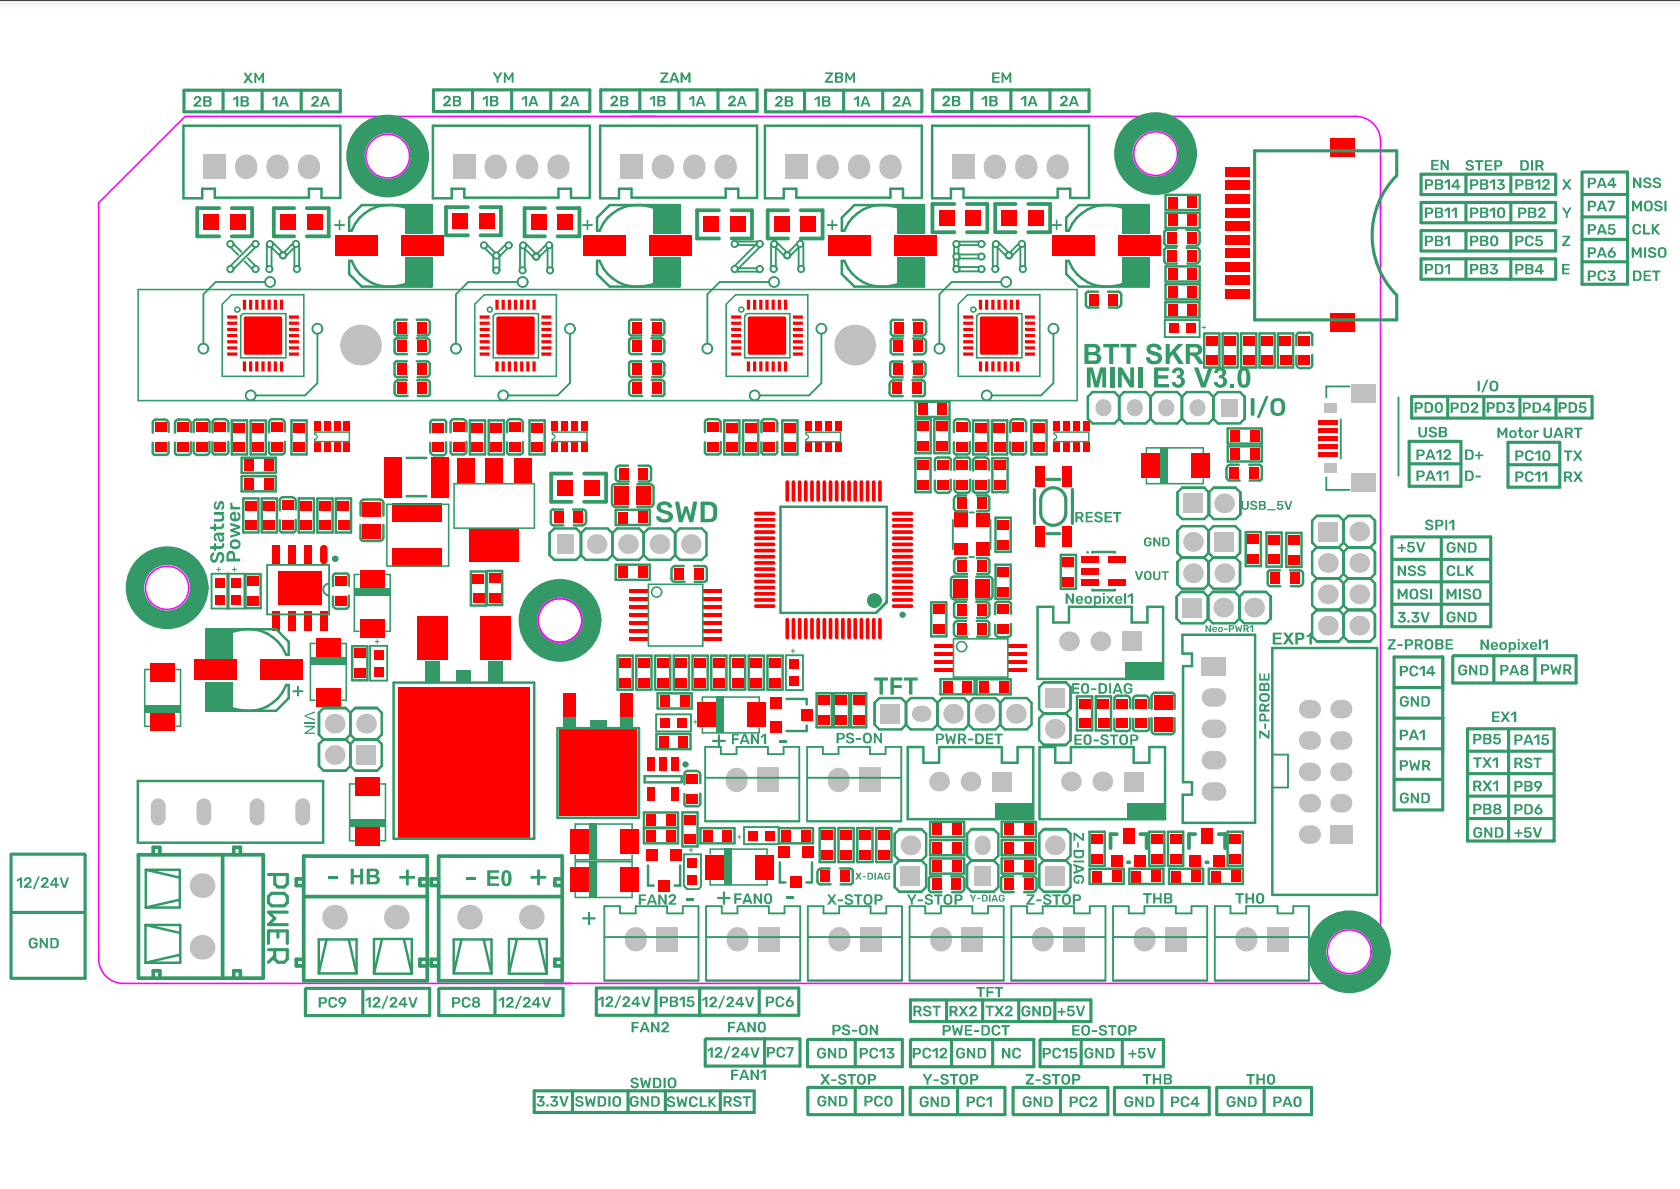 XM YM ZAM ZBM EM
2B 1B 1A 2A 2B 1B 1A 2A 2B 1B 1A 2A 2B 1B 1A 2A 2B 1B 1A 2A
EN STEP DIR
PB14 PB13 PB12 X
PB11 PB10 PB2 Y
PB1 PB0 PC5 Z
PD1 PB3 PB4 E
PA4 NSS
PA7 MOSI
PA5 CLK
PA6 MISO
PC3 DET
+ + + +
XM YM ZM EM
BTT SKR
MINI E3 V3.0
I/O
I/O
PD0 PD2 PD3 PD4 PD5
USB
PA12 D+
PA11 D-
Motor UART
PC10 TX
PC11 RX
Status
Power
SWD
RESET
USB_5V
GND
VOUT
Neopixel1
Neo-PWR1
EXP1
SPI1
+5V GND
NSS CLK
MOSI MISO
3.3V GND
Z-PROBE
PC14
GND
PA1
PWR
GND
Neopixel1
GND PA8 PWR
EX1
PB5 PA15
TX1 RST
RX1 PB9
PB8 PD6
GND +5V
+
VIN
TFT
E0-DIAG
Z-PROBE
+ FAN1 -
PS-ON
PWR-DET
E0-STOP
12/24V
GND
POWER
- HB +
- E0 +
X-DIAG
Z-DIAG
+ FAN2 -
+ FAN0 -
X-STOP
Y-STOP
Y-DIAG
Z-STOP
THB
TH0
PC9 12/24V
PC8 12/24V
12/24V PB15 12/24V PC6
FAN2 FAN0
12/24V PC7
FAN1
TFT
RST RX2 TX2 GND +5V
PS-ON
GND PC13
PWE-DCT
PC12 GND NC
EO-STOP
PC15 GND +5V
SWDIO
3.3V SWDIO GND SWCLK RST
X-STOP
GND PC0
Y-STOP
GND PC1
Z-STOP
GND PC2
THB
GND PC4
TH0
GND PA0